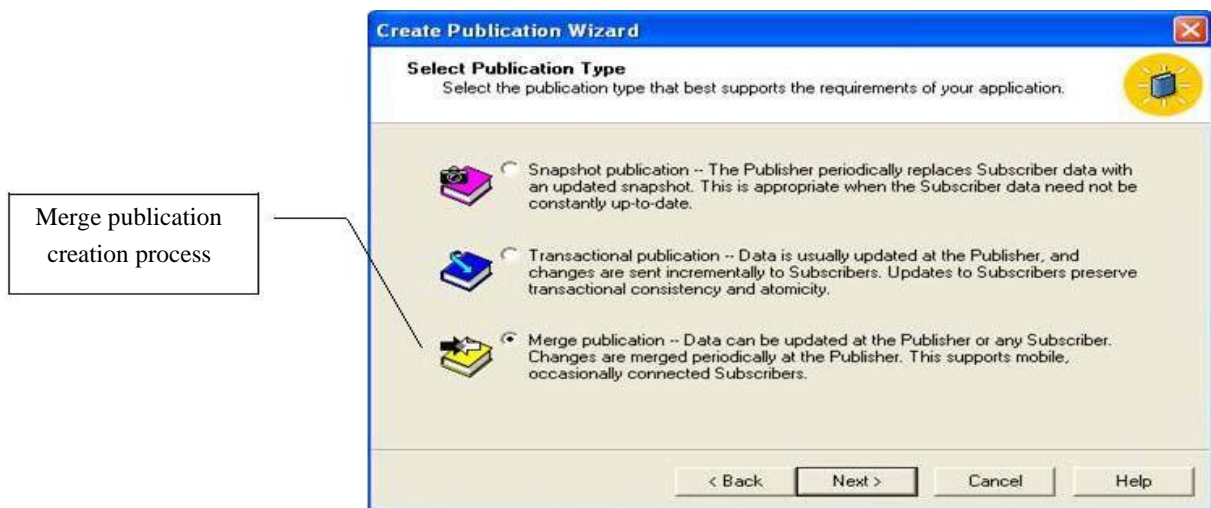 Create Publication Wizard
Select Publication Type
Select the publication type that best supports the requirements of your application.
Snapshot publication -- The Publisher periodically replaces Subscriber data with
an updated snapshot. This is appropriate when the Subscriber data need not be
constantly up-to-date.
Merge publication
creation process
Transactional publication -- Data is usually updated at the Publisher, and
changes are sent incrementally to Subscribers. Updates to Subscribers preserve
transactional consistency and atomicity.
Merge publication -- Data can be updated at the Publisher or any Subscriber.
Changes are merged periodically at the Publisher. This supports mobile,
occasionally connected Subscribers.
< Back
Next >
Cancel
Help